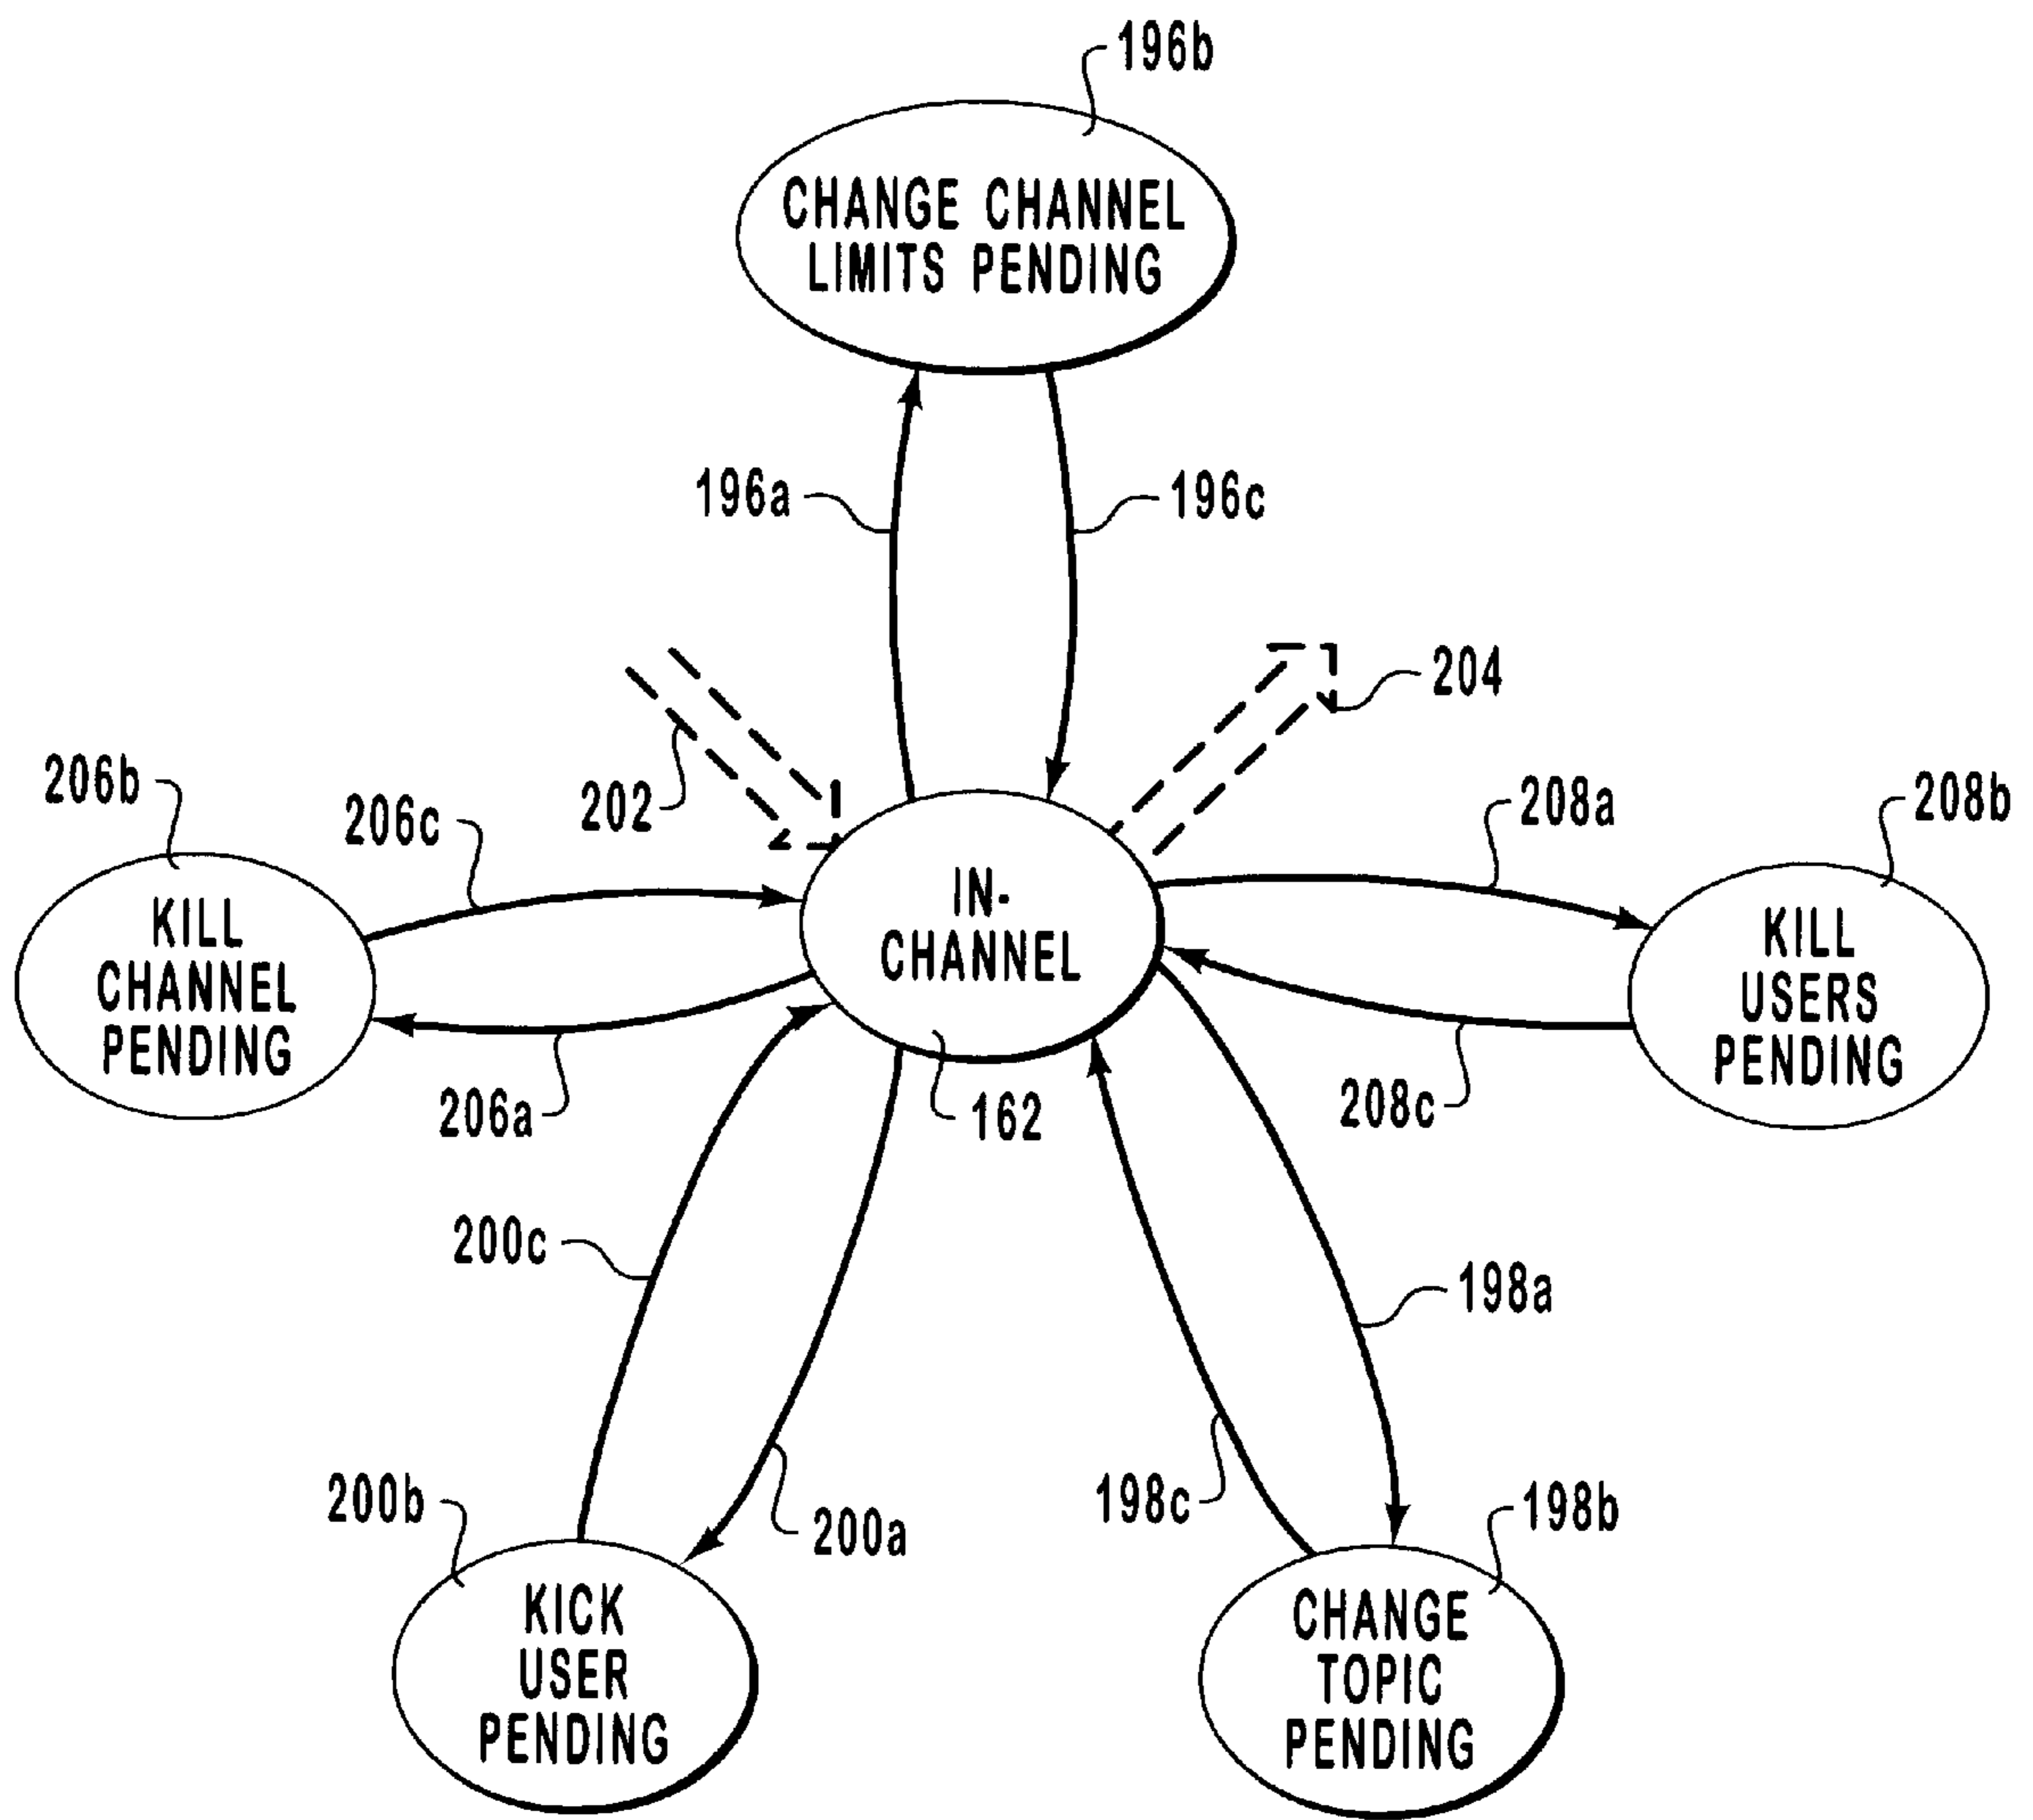 196b
CHANGE CHANNEL
LIMITS PENDING
196a
196c
204
202
206b
206c
208a
208b
IN-
CHANNEL
KILL
CHANNEL
PENDING
KILL
USERS
PENDING
206a
162
208c
200c
198a
200b
200a
198c
198b
KICK
USER
PENDING
CHANGE
TOPIC
PENDING